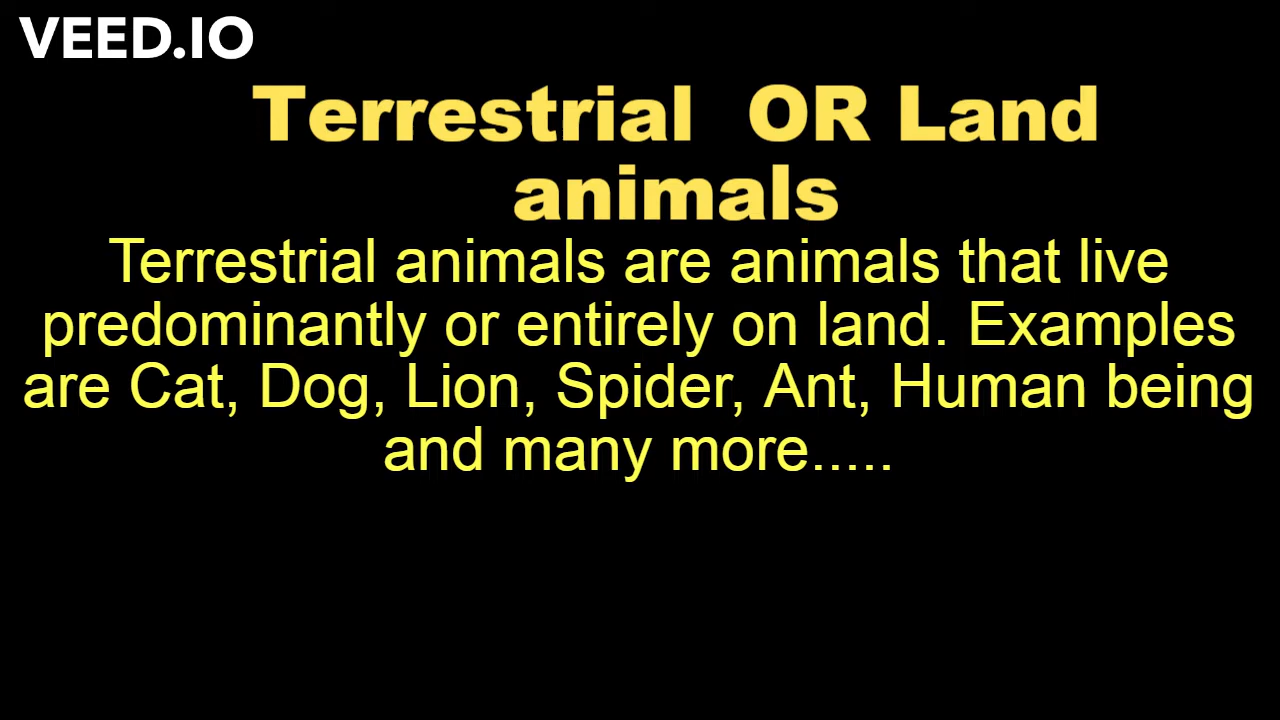 VEED.IO
Terrestrial OR Land
animals
Terrestrial animals are animals that live
predominantly or entirely on land. Examples
are Cat, Dog, Lion, Spider, Ant, Human being
and many more.....